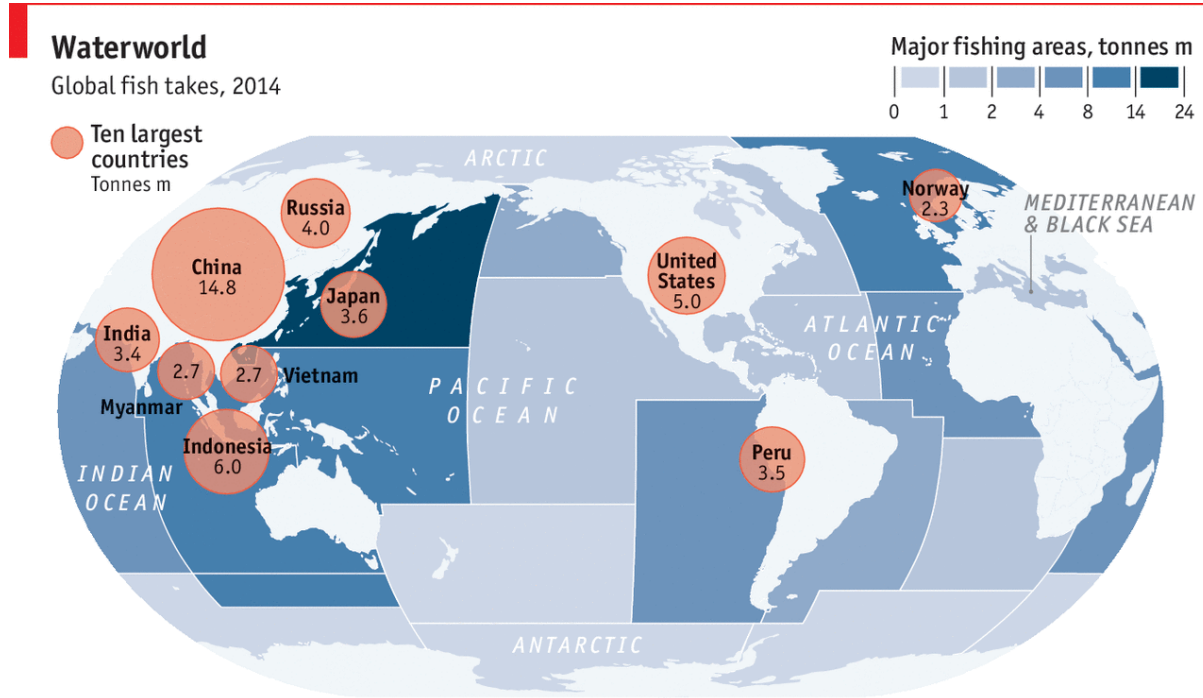 Waterworld
Global fish takes, 2014
Ten largest
countries
Tonnes m
Major fishing areas, tonnes m
0 1 2 4 8 14 24
ARCTIC
Russia
4.0
Norway
2.3
MEDITERRANEAN
& BLACK SEA
China
14.8
United
States
5.0
Japan
3.6
India
3.4
ATLANTIC
OCEAN
2.7
Myanmar
2.7
Vietnam
PACIFIC
OCEAN
Indonesia
6.0
Peru
3.5
INDIAN
OCEAN
ANTARCTIC